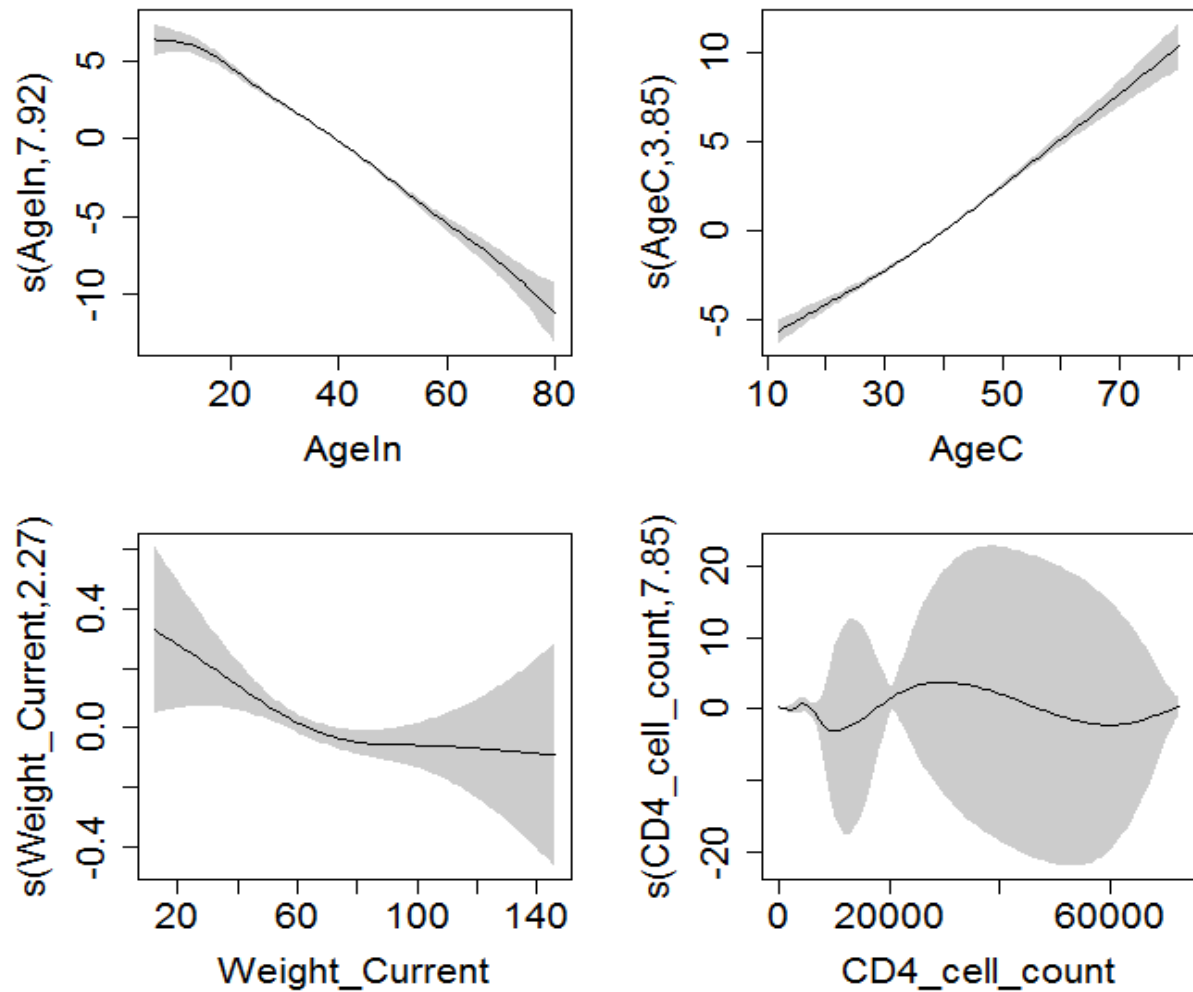 s(AgeIn,7.92)
5
0
-5
-10
20 40 60 80
AgeIn
s(AgeC,3.85)
10
5
0
-5
10 30 50 70
AgeC
s(Weight_Current,2.27)
0.4
0.0
-0.4
20 60 100 140
Weight_Current
s(CD4_cell_count,7.85)
20
10
0
-20
0 20000 60000
CD4_cell_count